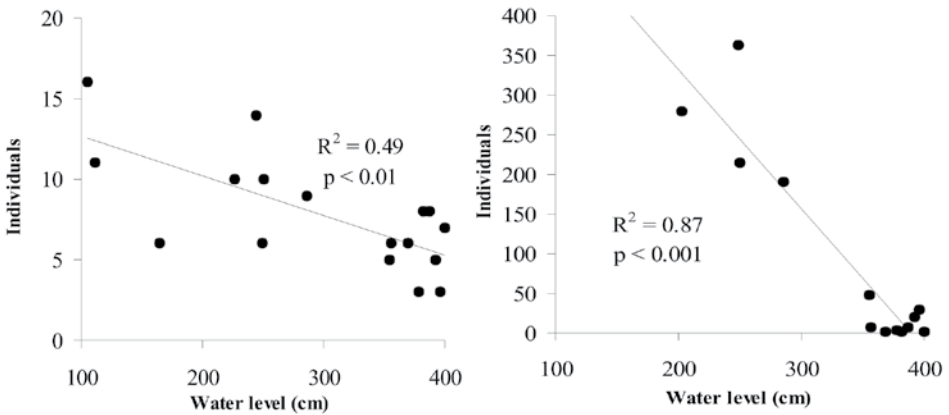 20
15
10
5
0
Individuals
R² = 0.49
p < 0.01
100 200 300 400
Water level (cm)
400
350
300
250
200
150
100
50
0
Individuals
R² = 0.87
p < 0.001
100 200 300 400
Water level (cm)